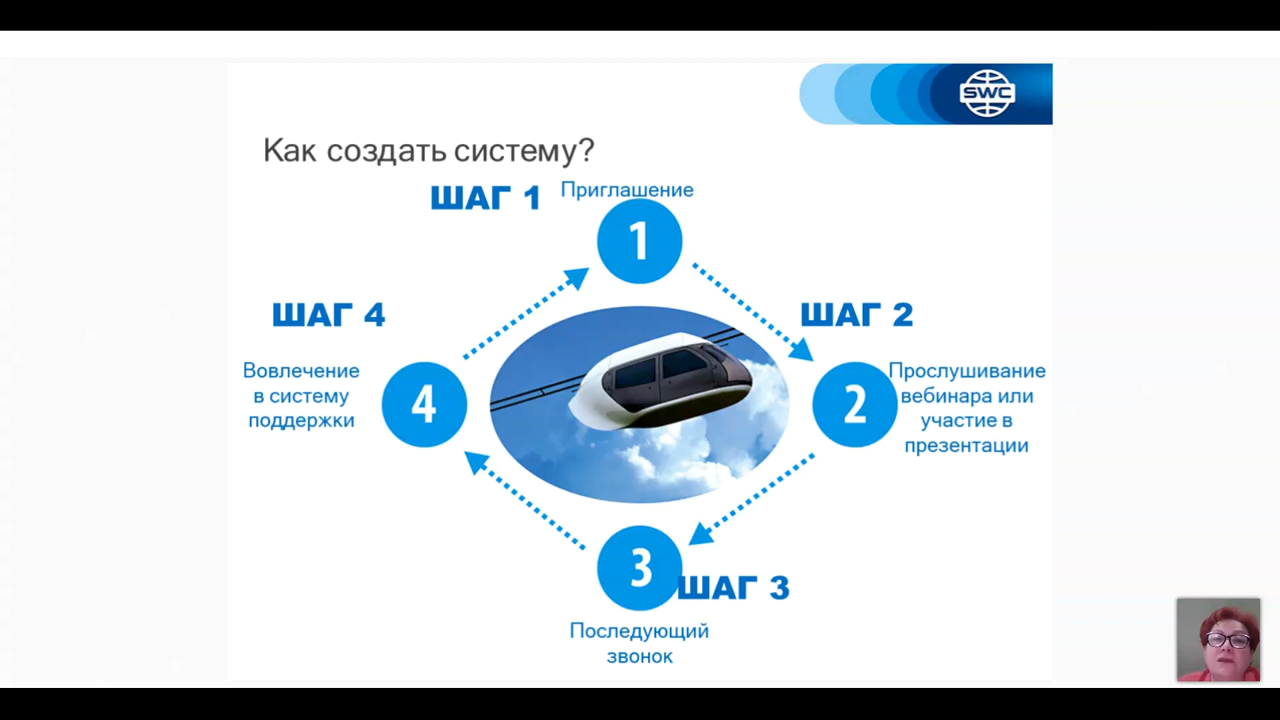 SWC
Как создать систему?
ШАГ 1
Приглашение
1
ШАГ 2
2
Прослушивание
вебинара или
участие в
презентации
3
ШАГ 3
Последующий
звонок
ШАГ 4
Вовлечение
в систему
поддержки
4